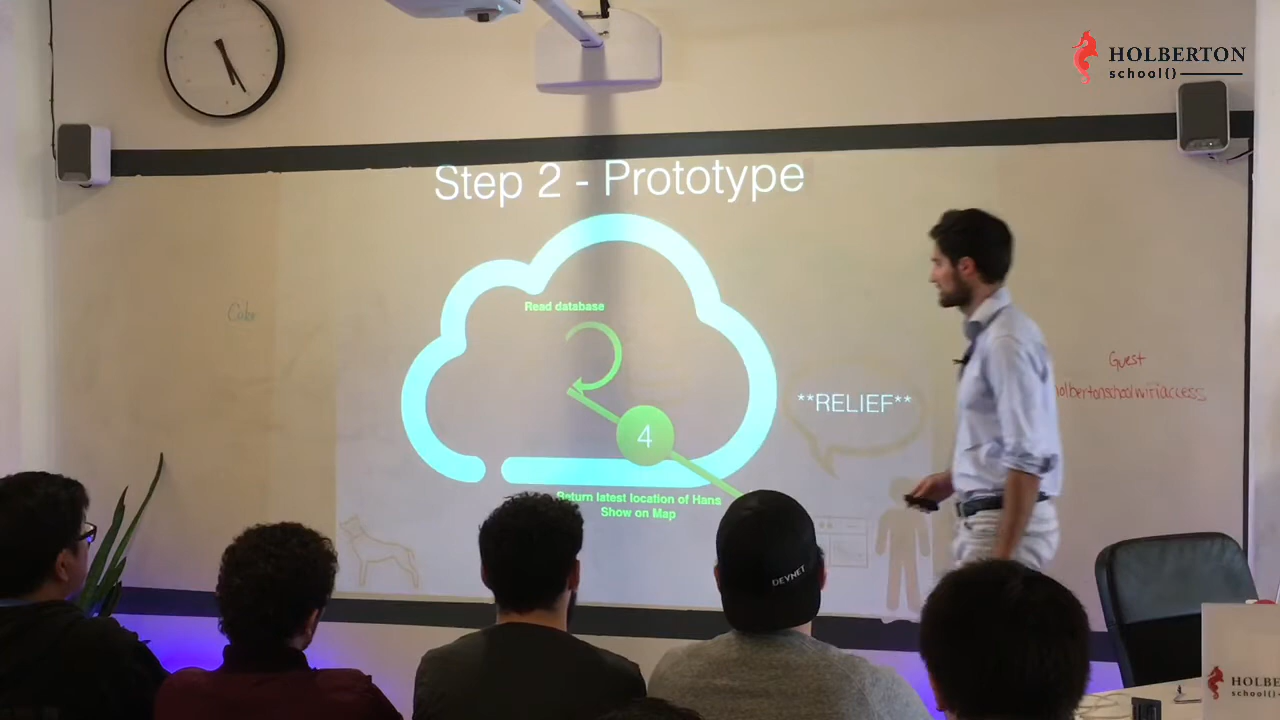 HOLBERTON
school()
Step 2 - Prototype
Read database
4
**RELIEF**
Return latest location of Hans
Show on Map
Guest
holbertonschoolwifiaccess
DEVNET
school()